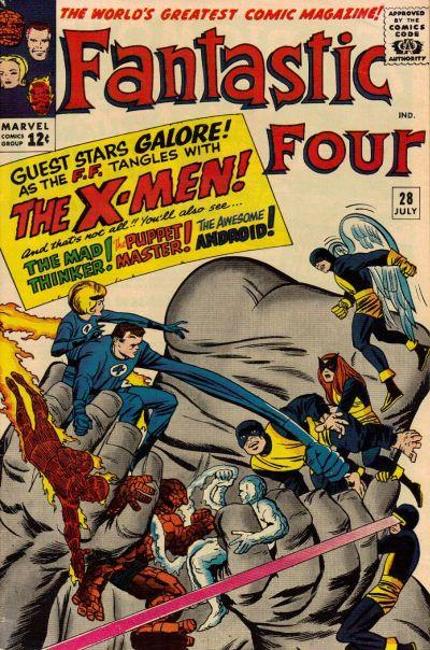 THE WORLD'S GREATEST COMIC MAGAZINE!
APPROVED
BY THE
COMICS
CODE
AUTHORITY
Fantastic
IND.
Four
MARVEL
COMICS
GROUP
12¢
28
JULY
GUEST STARS GALORE!
AS THE F.F. TANGLES WITH
THE X-MEN!
And that's not all!! You'll also see...
THE MAD THINKER!
The PUPPET MASTER!
THE AWESOME ANDROID!
4